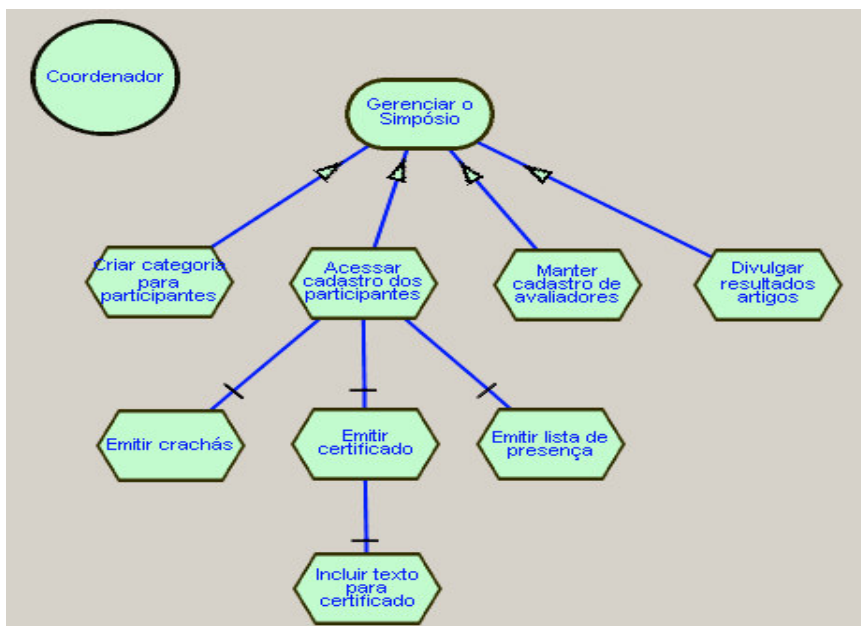 Coordenador
Gerenciar o
Simpósio
Criar categoria
para
participantes
Acessar
cadastro dos
participantes
Manter
cadastro de
avaliadores
Divulgar
resultados
artigos
Emitir crachás
Emitir
certificado
Emitir lista de
presença
Incluir texto
para
certificado